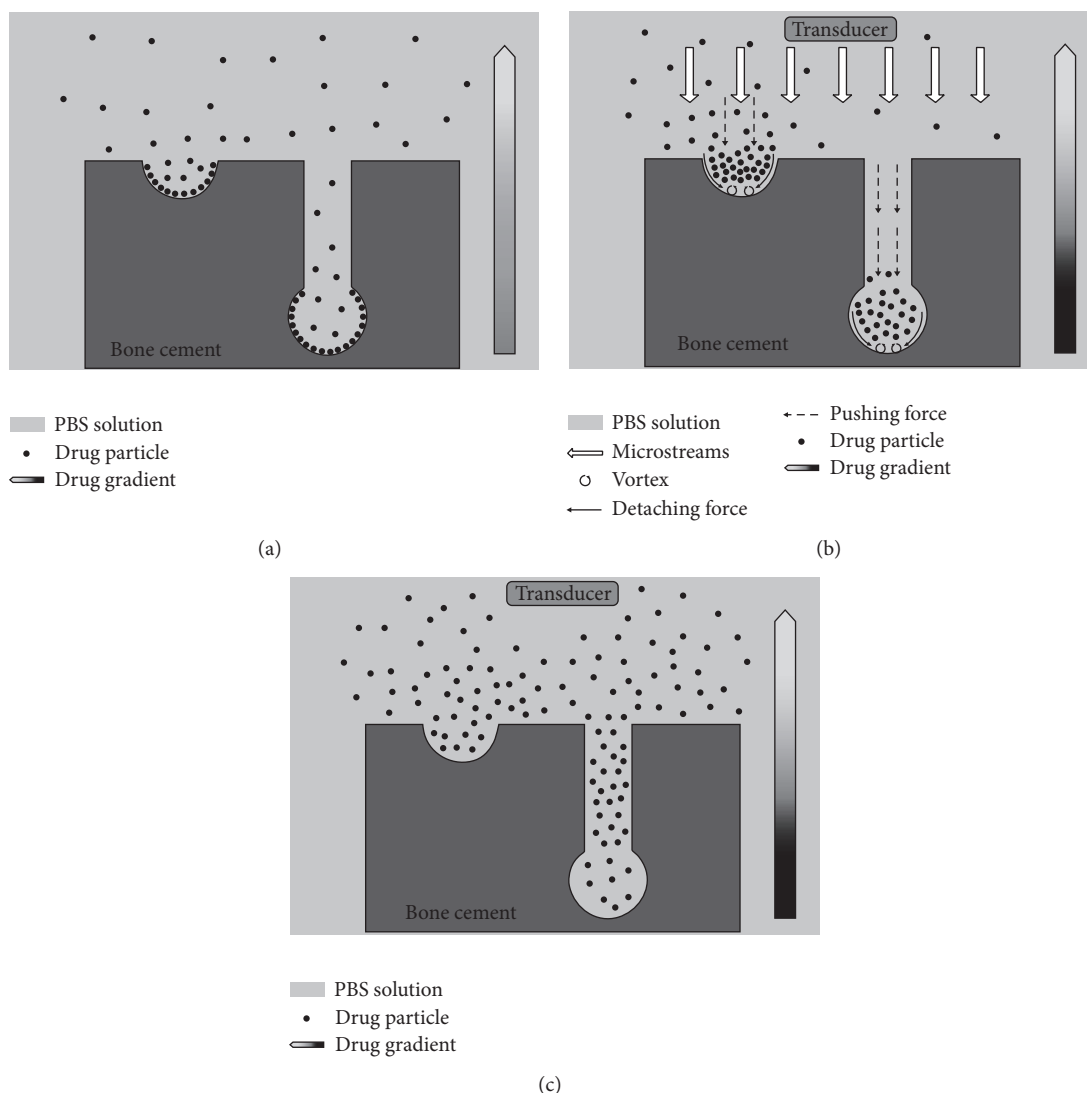 Bone cement
PBS solution
Drug particle
Drug gradient
(a)
Transducer
Bone cement
PBS solution
Microstreams
Vortex
Detaching force
Pushing force
Drug particle
Drug gradient
(b)
Transducer
Bone cement
PBS solution
Drug particle
Drug gradient
(c)